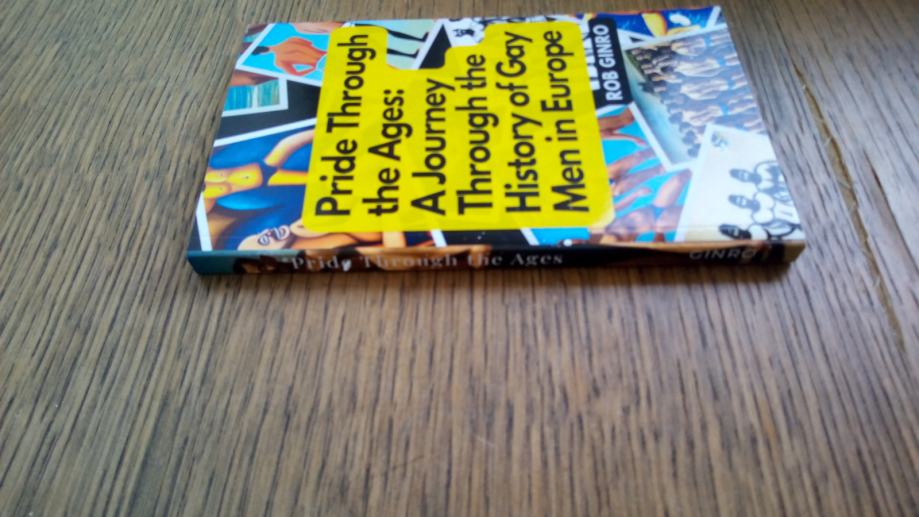 Pride Through
the Ages:
A Journey
Through the
History of Gay
Men in Europe
ROB GINRO
Pride Through the Ages
GINRO